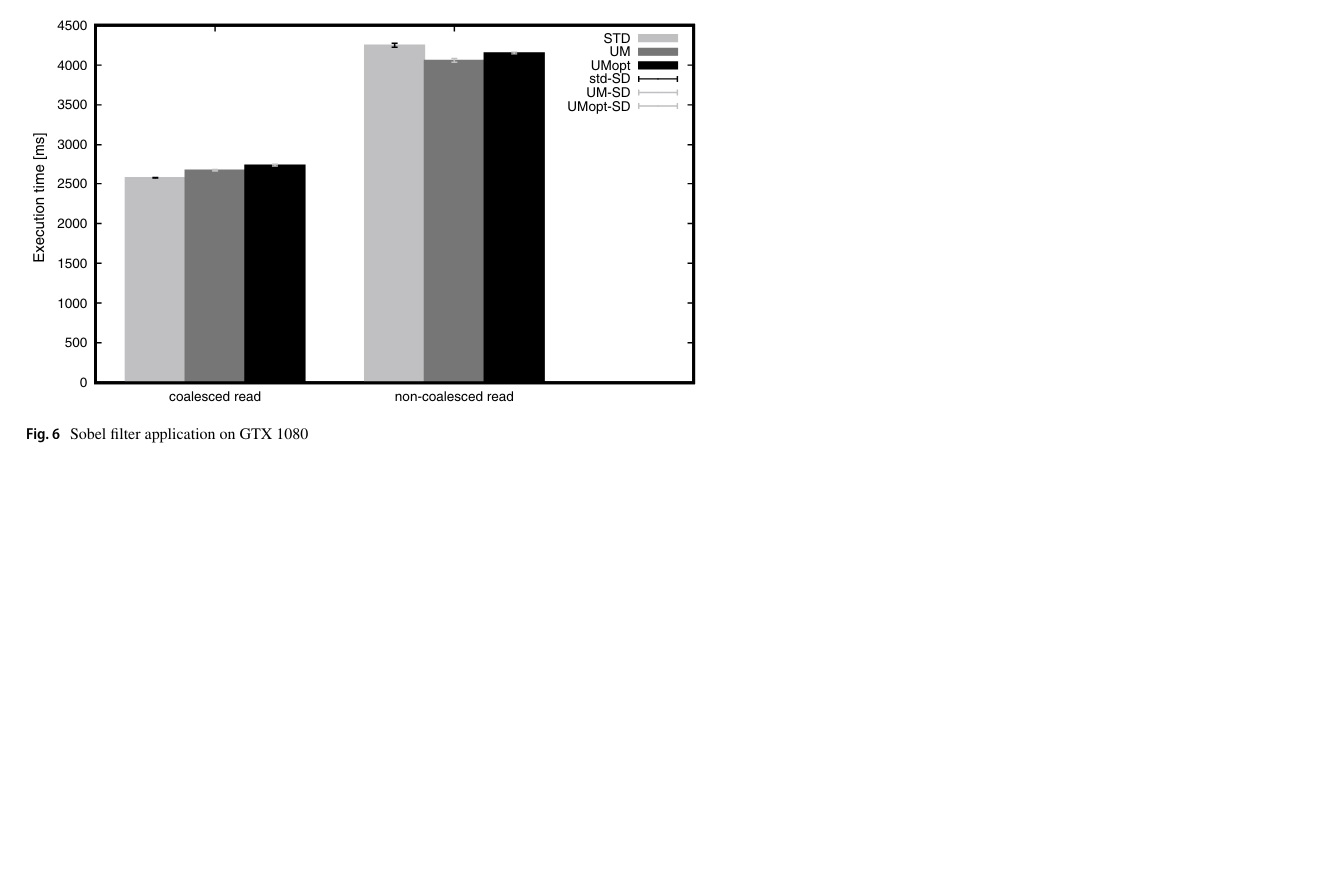 4500
4000
3500
3000
2500
2000
1500
1000
500
0
Execution time [ms]
STD
UM
UMopt
std-SD
UM-SD
UMopt-SD
coalesced read
non-coalesced read
Fig. 6 Sobel filter application on GTX 1080